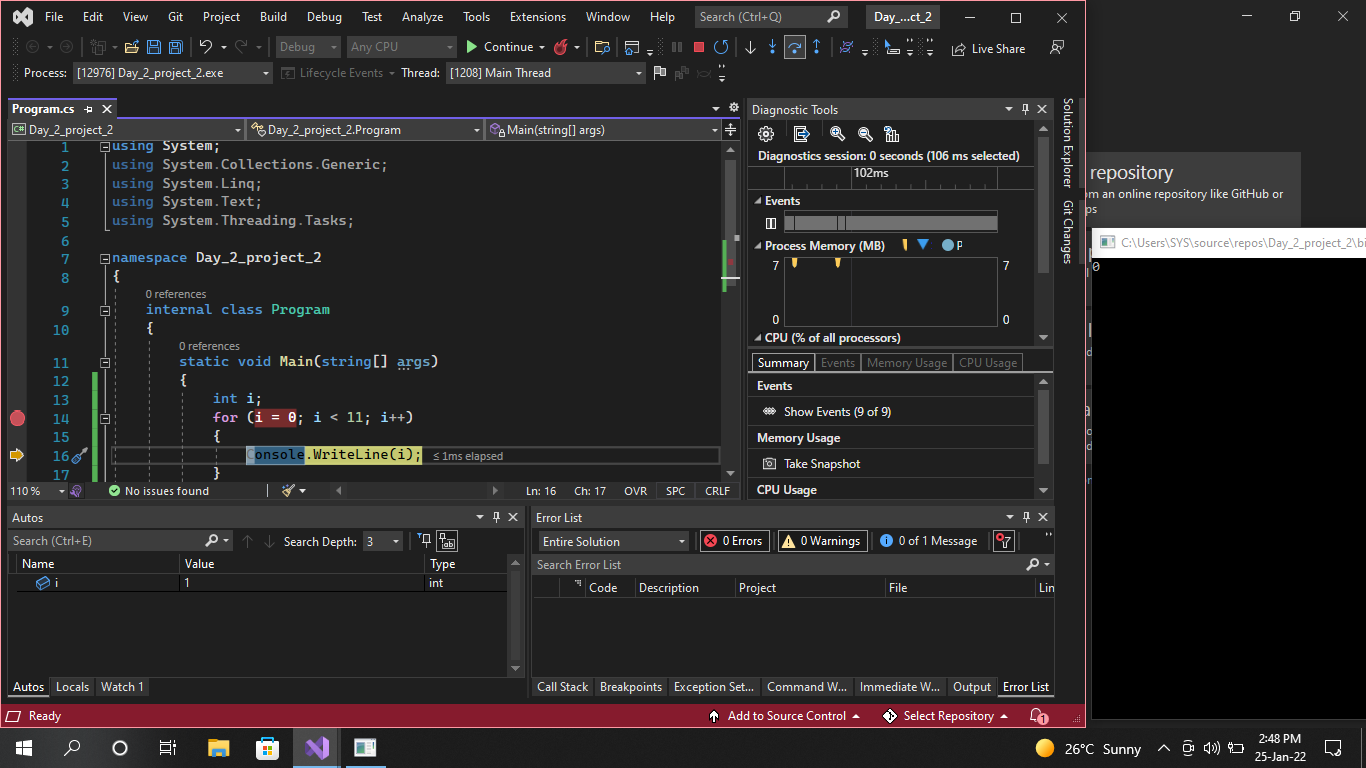 File Edit View Git Project Build Debug Test Analyze Tools Extensions Window Help Search (Ctrl+Q) Day_...ct_2
Debug Any CPU Continue Live Share
Process: [12976] Day_2_project_2.exe Lifecycle Events Thread: [1208] Main Thread
Program.cs
C# Day_2_project_2 Day_2_project_2.Program Main(string[] args)
1 using System;
2 using System.Collections.Generic;
3 using System.Linq;
4 using System.Text;
5 using System.Threading.Tasks;
6
7 namespace Day_2_project_2
8 {
0 references
9 internal class Program
10 {
0 references
11 static void Main(string[] args)
12 {
13 int i;
14 for (i = 0; i < 11; i++)
15 {
16 Console.WriteLine(i); ≤ 1ms elapsed
17 }
110 % No issues found Ln: 16 Ch: 17 OVR SPC CRLF
Diagnostic Tools
Diagnostics session: 0 seconds (106 ms selected)
102ms
Events
Process Memory (MB) P
7 7
0 0
CPU (% of all processors)
Summary Events Memory Usage CPU Usage
Events
Show Events (9 of 9)
Memory Usage
Take Snapshot
CPU Usage
Solution Explorer
Git Changes
repository
om an online repository like GitHub or
ps
C:\Users\SYS\source\repos\Day_2_project_2\bi
0
Autos
Search (Ctrl+E) Search Depth: 3
Name Value Type
i 1 int
Autos Locals Watch 1
Error List
Entire Solution 0 Errors 0 Warnings 0 of 1 Message
Search Error List
Code Description Project File Lin
Call Stack Breakpoints Exception Set... Command W... Immediate W... Output Error List
Ready Add to Source Control Select Repository 1
26°C Sunny 2:48 PM
25-Jan-22